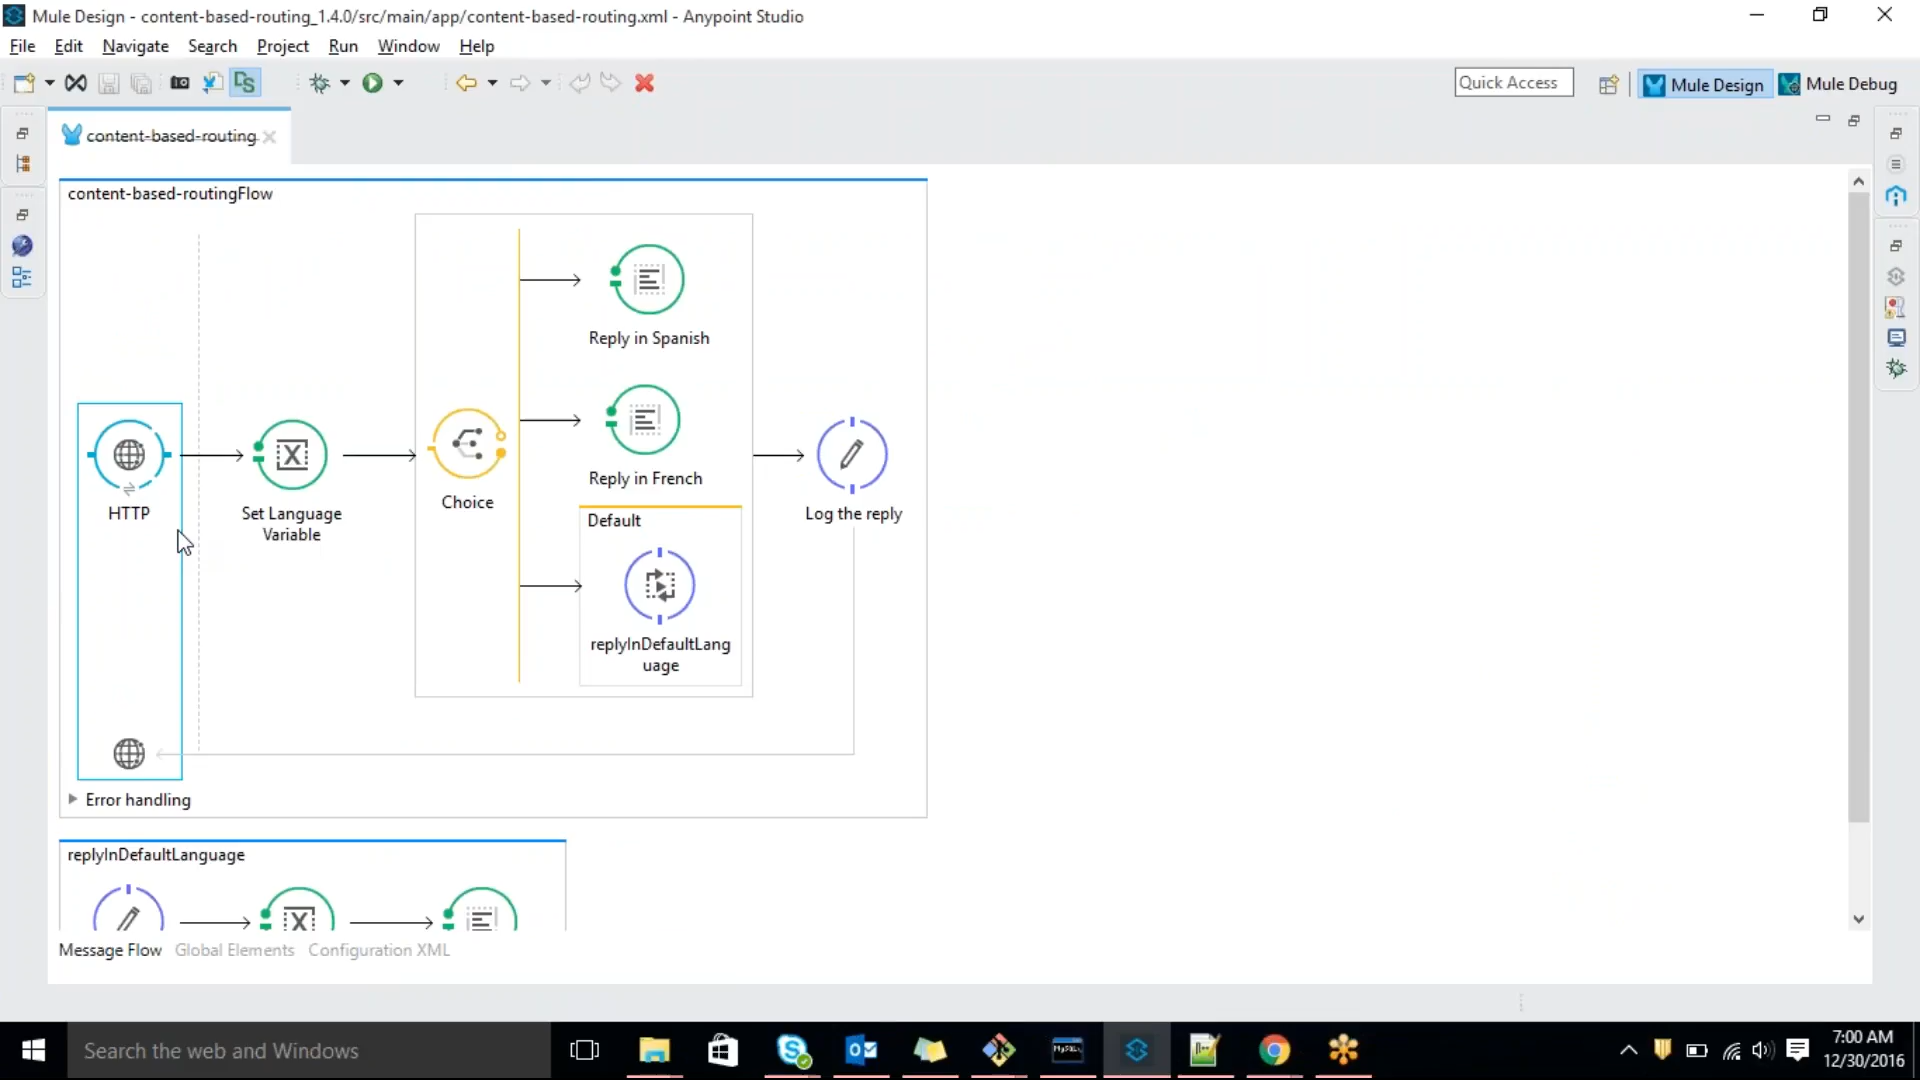 Mule Design - content-based-routing_1.4.0/src/main/app/content-based-routing.xml - Anypoint Studio
File Edit Navigate Search Project Run Window Help
Quick Access
Mule Design
Mule Debug
content-based-routing
content-based-routingFlow
Reply in Spanish
Reply in French
HTTP
Set Language
Variable
Choice
Log the reply
Default
replyInDefaultLang
uage
Error handling
replyInDefaultLanguage
Message Flow Global Elements Configuration XML
Search the web and Windows
7:00 AM
12/30/2016